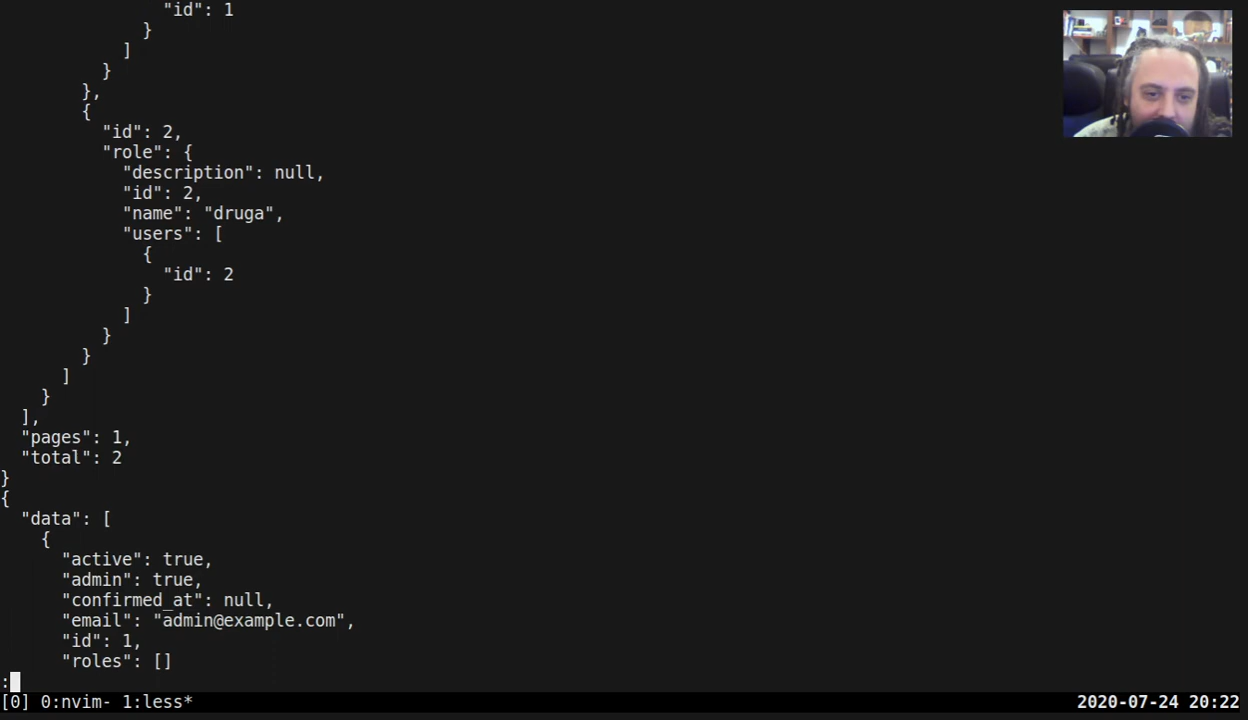 "id": 1
}
]
}
},
{
"id": 2,
"role": {
"description": null,
"id": 2,
"name": "druga",
"users": [
{
"id": 2
}
]
}
}
]
}
],
"pages": 1,
"total": 2
}
{
"data": [
{
"active": true,
"admin": true,
"confirmed_at": null,
"email": "admin@example.com",
"id": 1,
"roles": []
:
[0] 0:nvim- 1:less* 2020-07-24 20:22